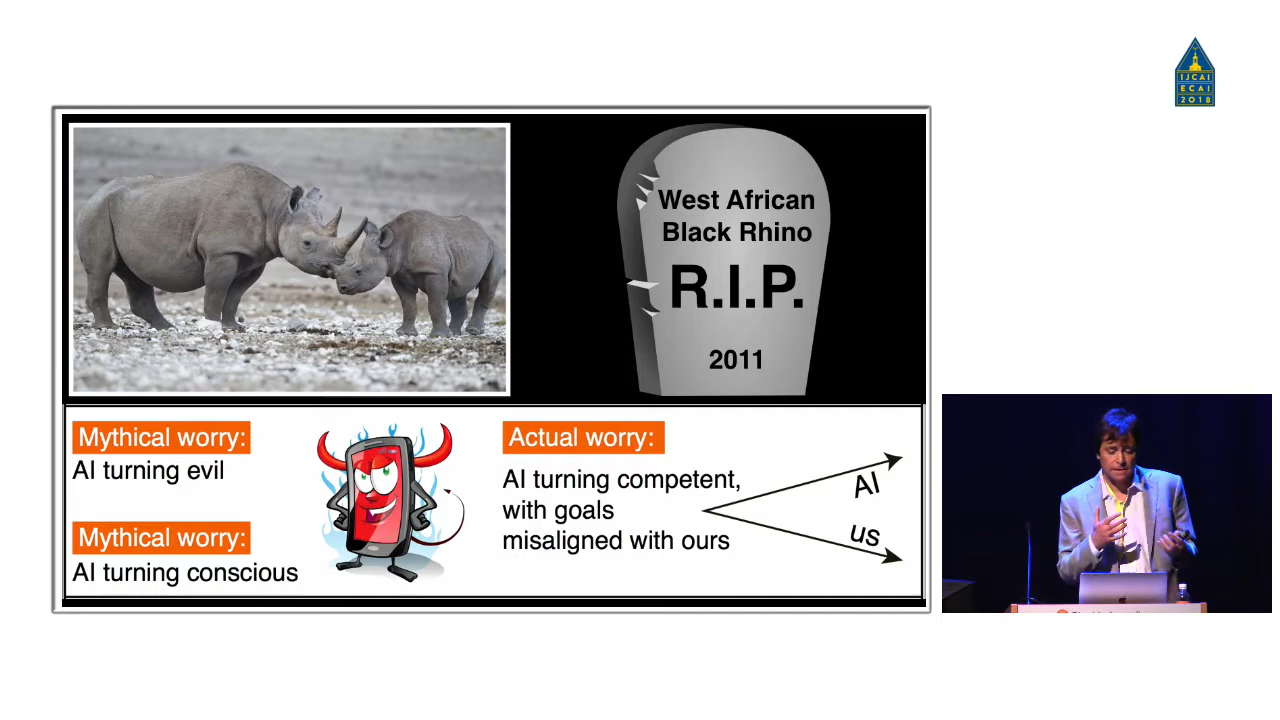 IJCAI
ECAI
2018
West African
Black Rhino
R.I.P.
2011
Mythical worry:
AI turning evil
Mythical worry:
AI turning conscious
Actual worry:
AI turning competent,
with goals
misaligned with ours
AI
us